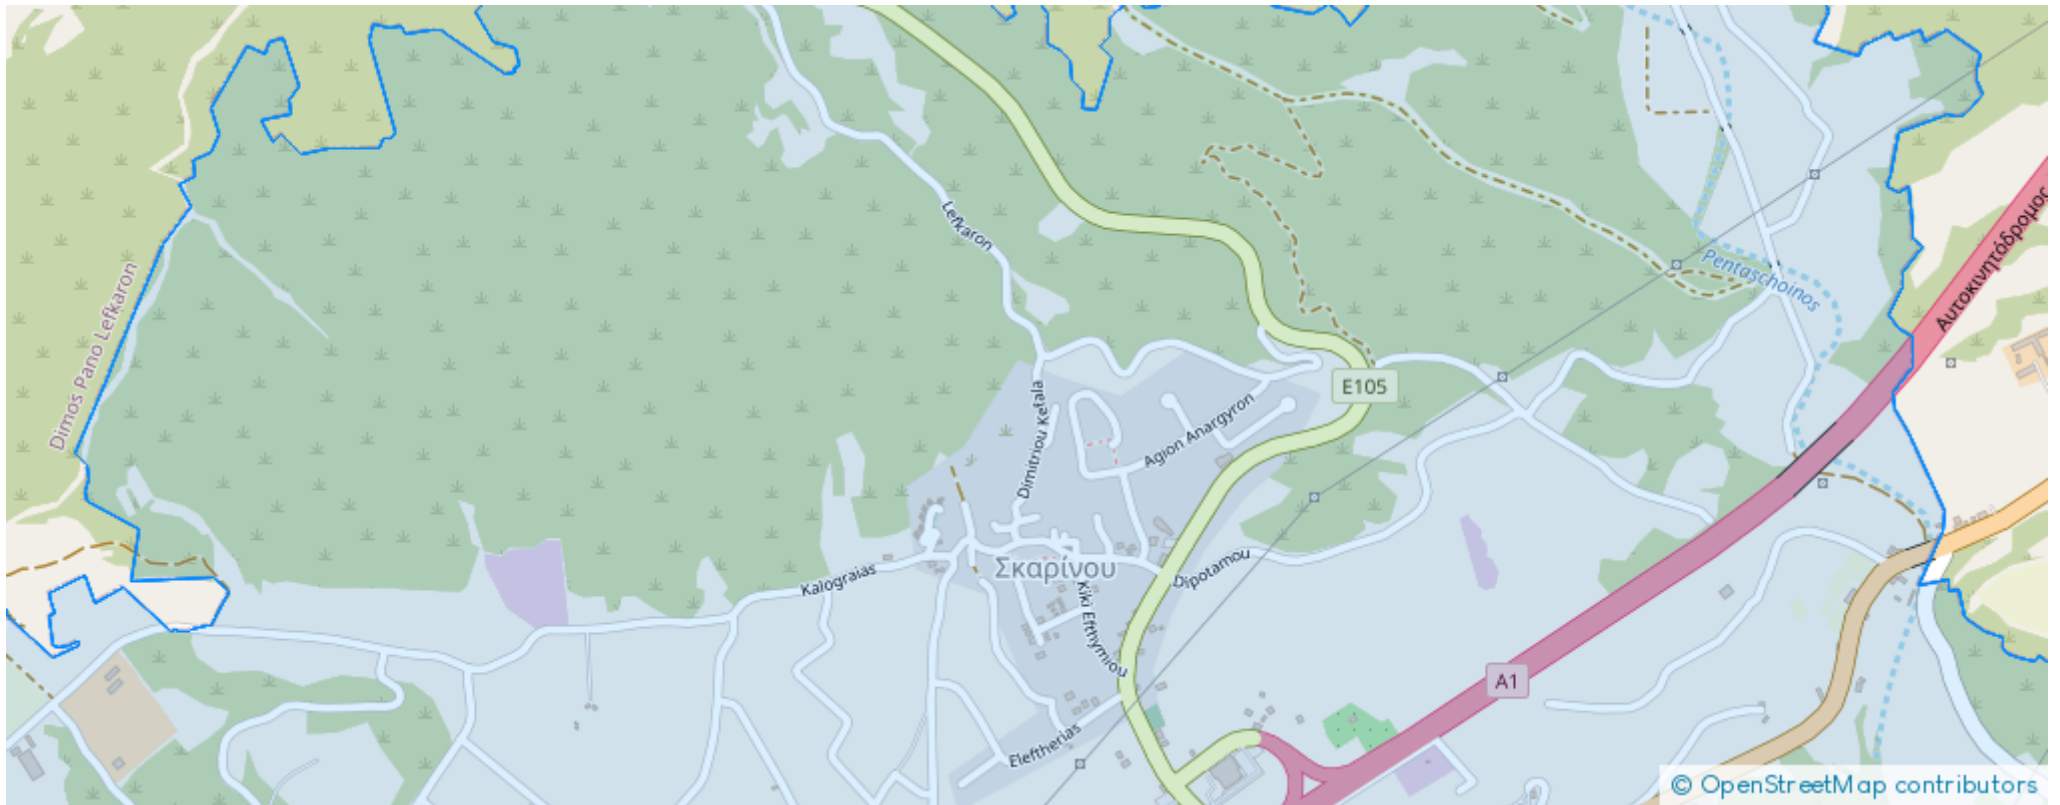 Lefkaron
Αυτοκινητόδρομος
Pentaschoinos
Dimos Pano Lefkaron
E105
Dimitriou Kefala
Agion Anargyron
Σκαρίνου
Dipotamou
Kalograias
Kiki Efthymiou
A1
Eleftherias
© OpenStreetMap contributors